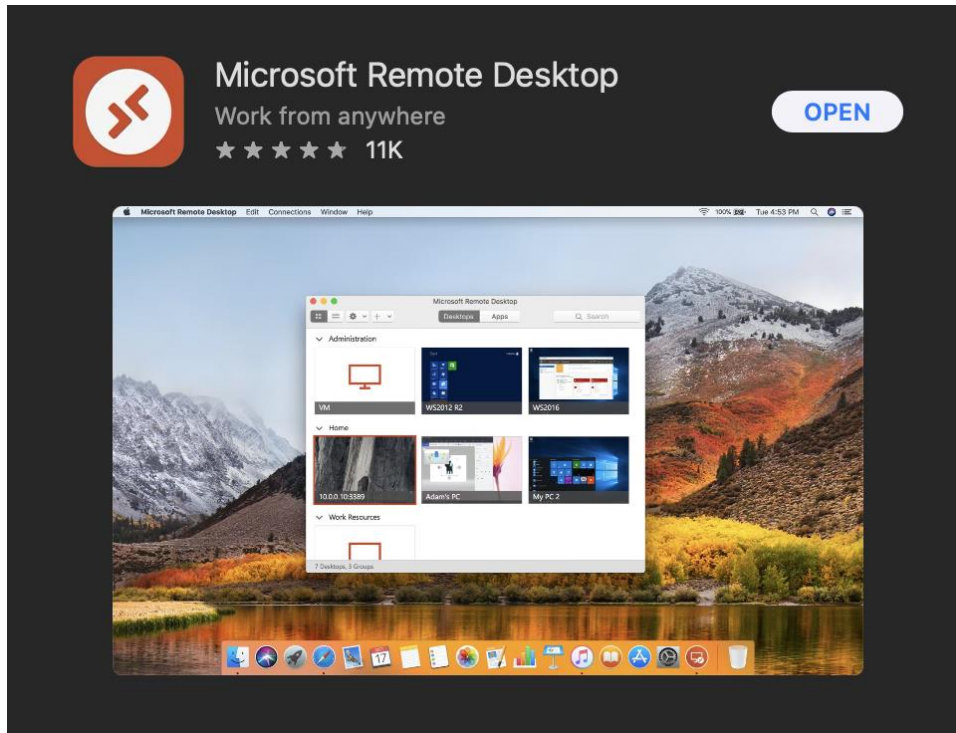 Microsoft Remote Desktop
Work from anywhere
OPEN
11K
Microsoft Remote Desktop Edit Connections Window Help
100% Tue 4:53 PM
Microsoft Remote Desktop
Desktops Apps
Search
Administration
VM
WS2012 R2
WS2016
Home
10.0.0 10:3389
Adam's PC
My PC 2
Work Resources
7 Desktops, 3 Groups
17